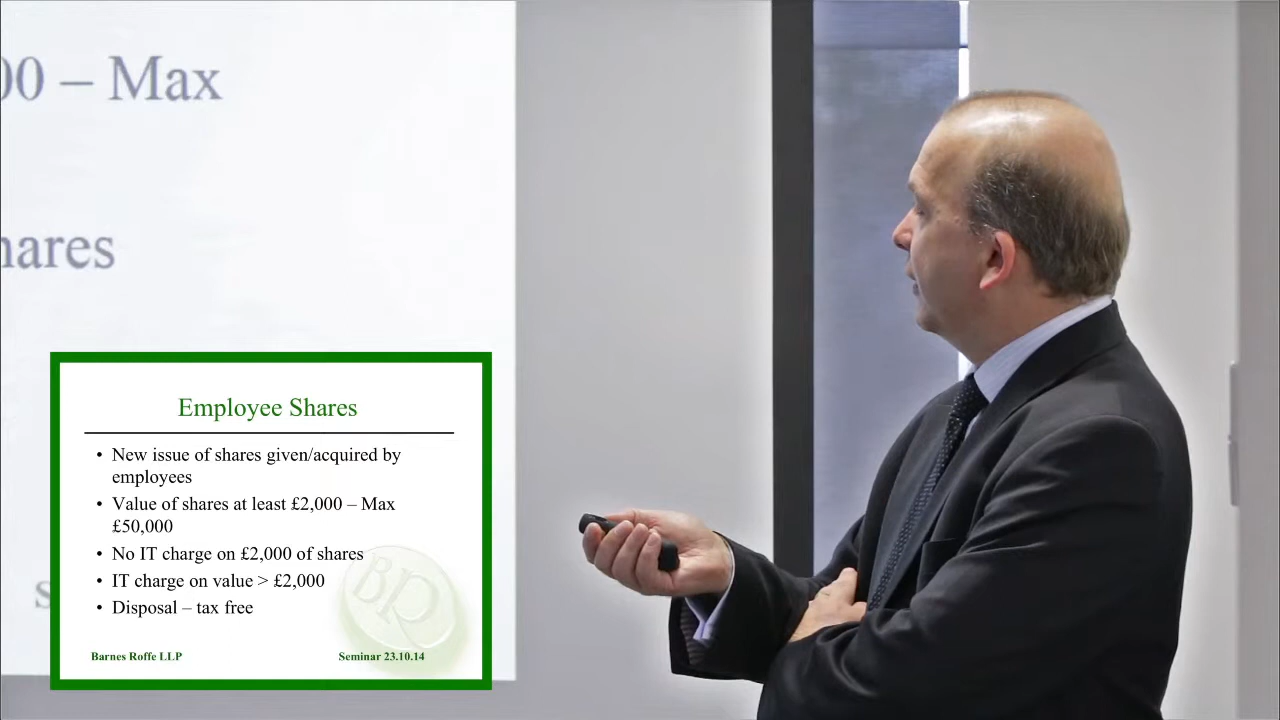 00 – Max
hares
s
Employee Shares
• New issue of shares given/acquired by
employees
• Value of shares at least £2,000 – Max
£50,000
• No IT charge on £2,000 of shares
• IT charge on value > £2,000
• Disposal – tax free
BR
Barnes Roffe LLP
Seminar 23.10.14